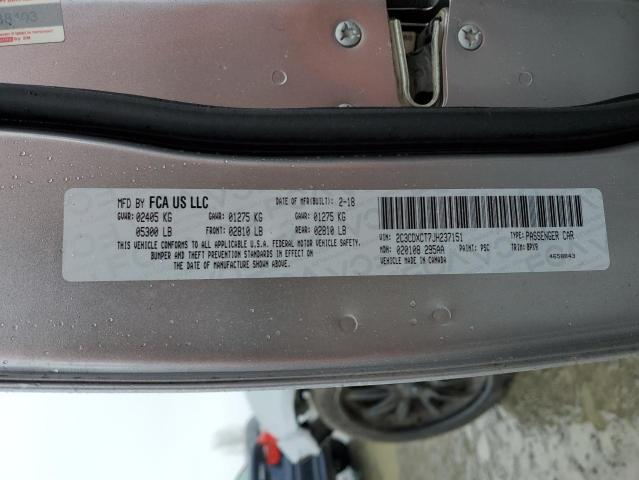 MFD BY FCA US LLC
DATE OF MFR(BUILT): 2-18
GVWR: 02405 KG GAWR: 01275 KG GAWR: 01275 KG
05300 LB FRONT: 02810 LB REAR: 02810 LB
THIS VEHICLE CONFORMS TO ALL APPLICABLE U.S.A. FEDERAL MOTOR VEHICLE SAFETY,
BUMPER AND THEFT PREVENTION STANDARDS IN EFFECT ON
THE DATE OF MANUFACTURE SHOWN ABOVE.
VIN: 2C3CDXCT7JH237151 TYPE: PASSENGER CAR
MDH: 020108 295AA PAINT: PSC TRIM: BPX9
VEHICLE MADE IN CANADA 4658843